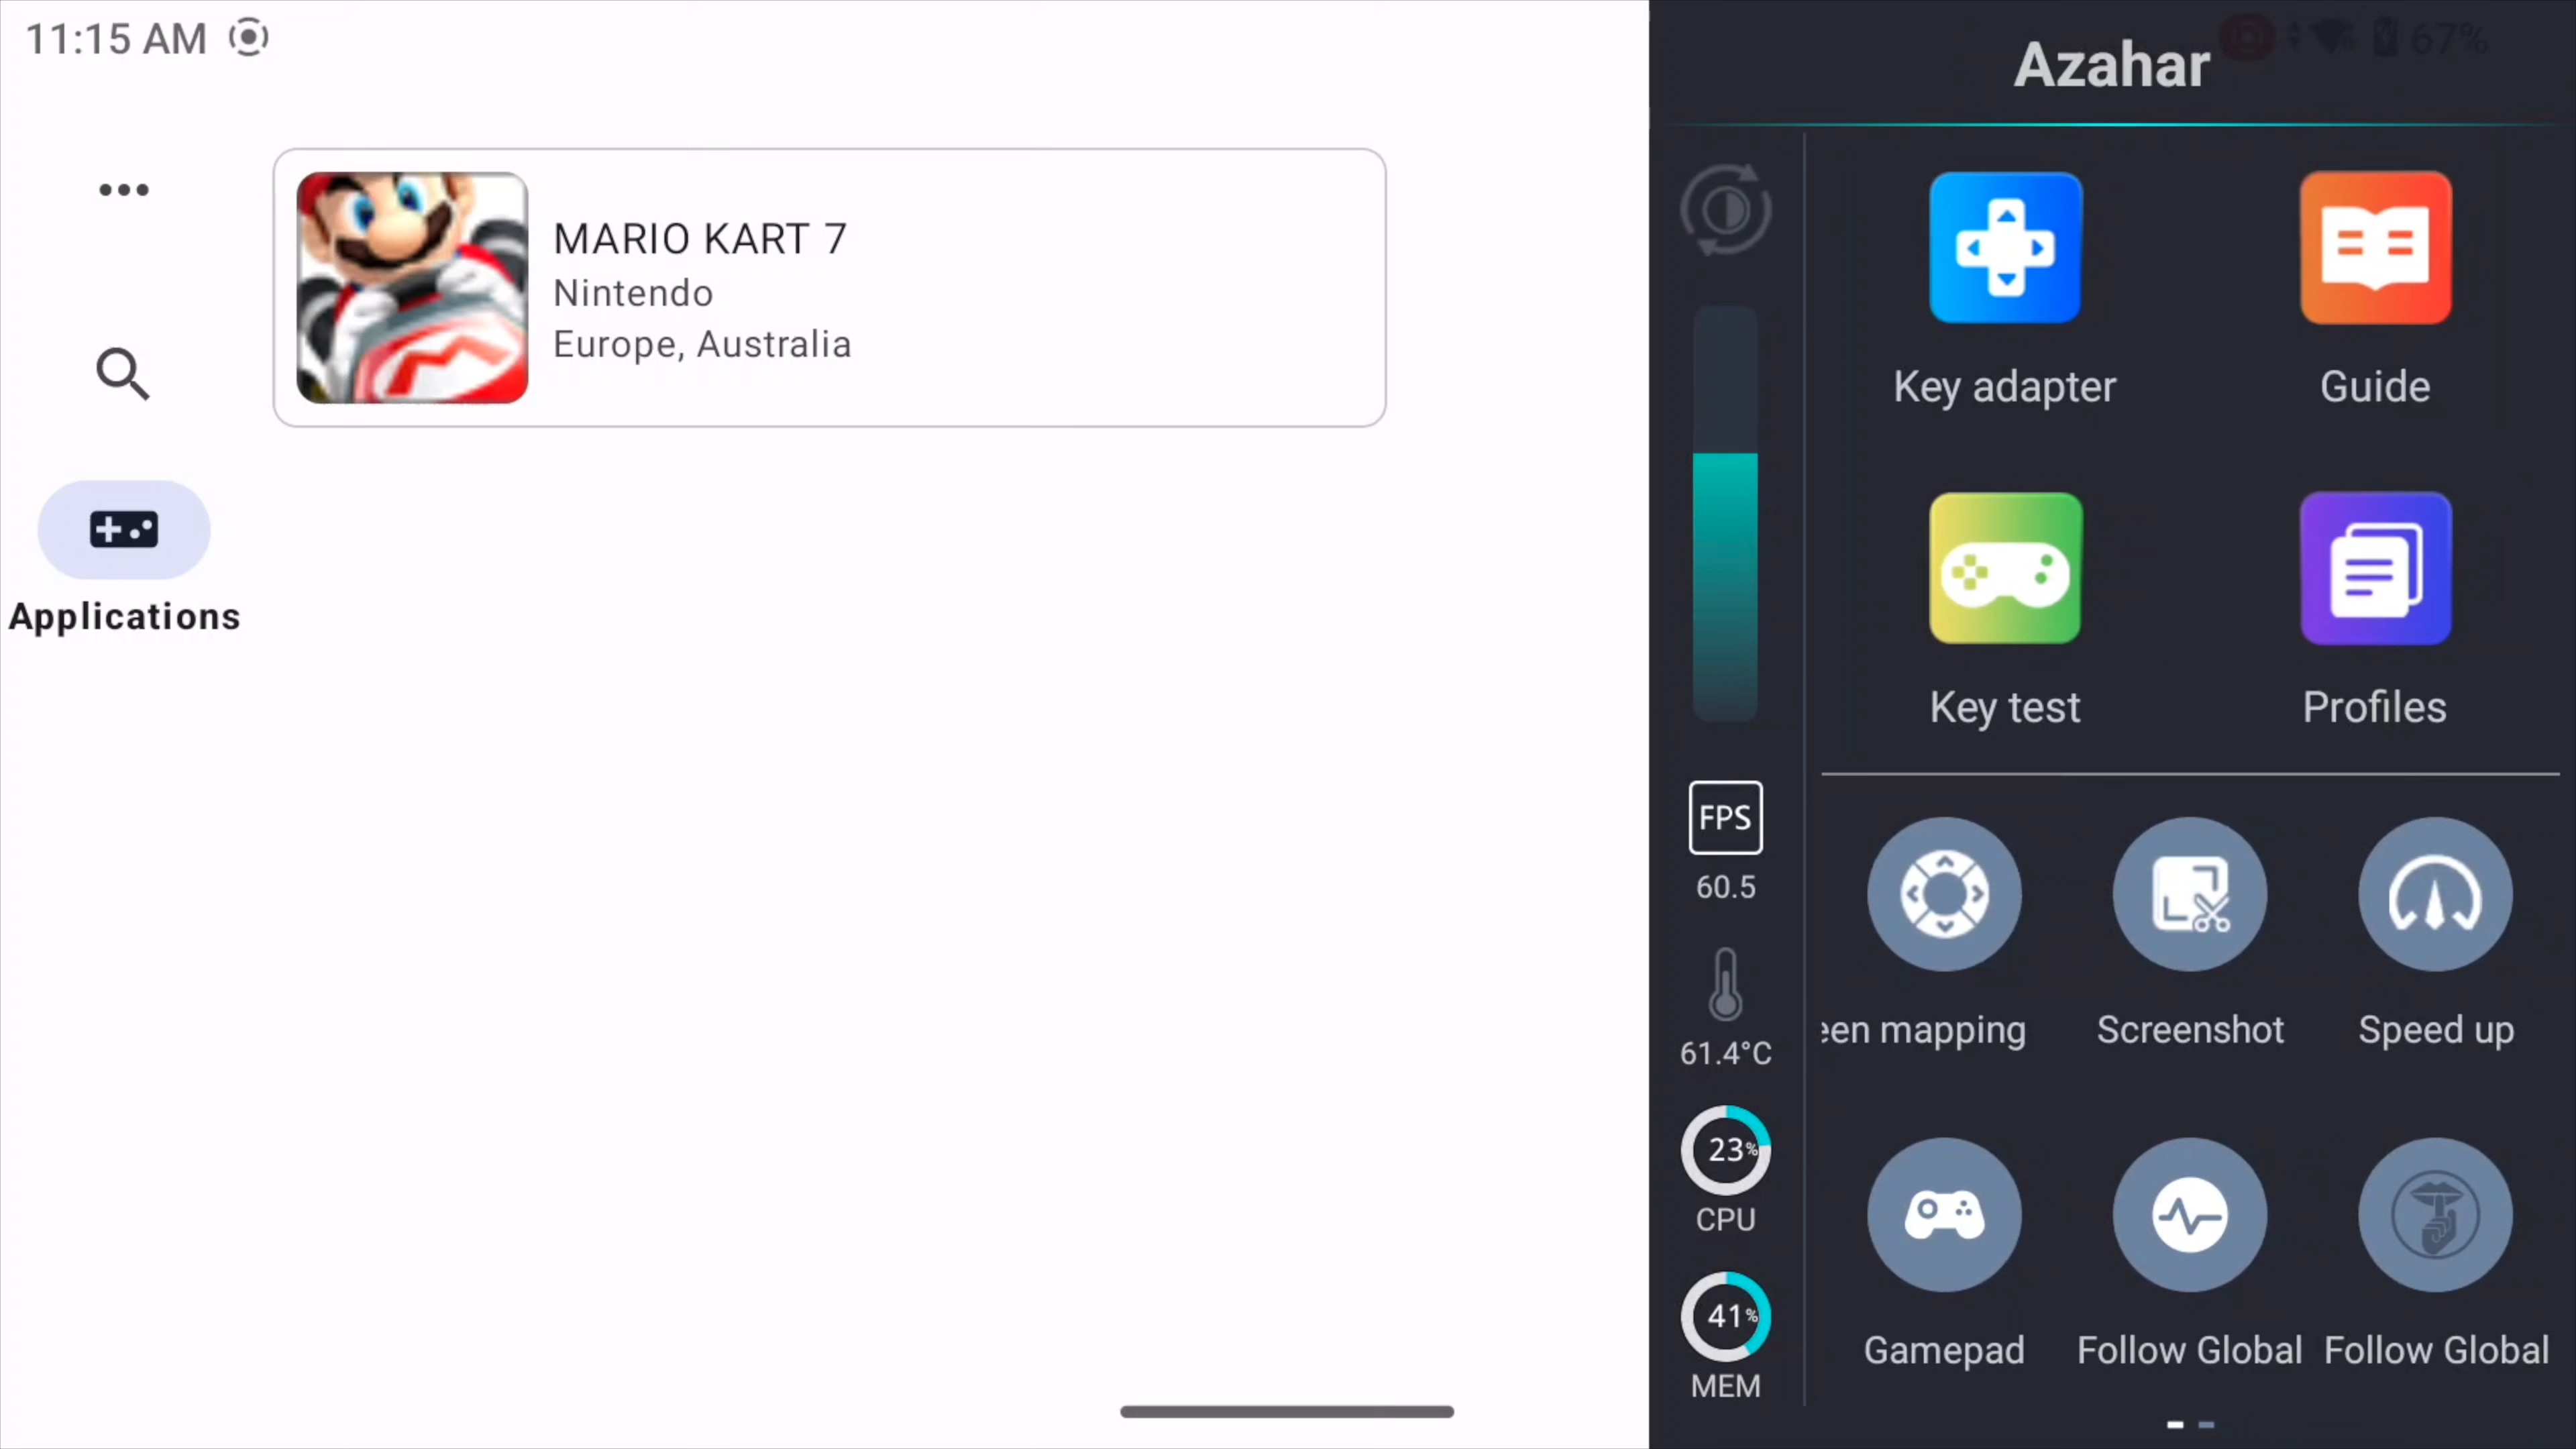 11:15 AM
67%
Azahar
MARIO KART 7
Nintendo
Europe, Australia
Applications
Key adapter
Guide
Key test
Profiles
FPS
60.5
61.4°C
23%
CPU
41%
MEM
een mapping
Screenshot
Speed up
Gamepad
Follow Global
Follow Global